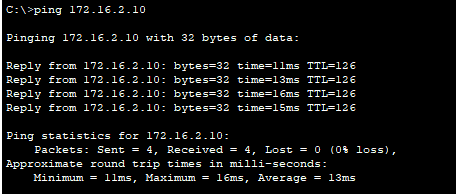 C:\>ping 172.16.2.10
Pinging 172.16.2.10 with 32 bytes of data:
Reply from 172.16.2.10: bytes=32 time=11ms TTL=126
Reply from 172.16.2.10: bytes=32 time=13ms TTL=126
Reply from 172.16.2.10: bytes=32 time=16ms TTL=126
Reply from 172.16.2.10: bytes=32 time=15ms TTL=126
Ping statistics for 172.16.2.10:
Packets: Sent = 4, Received = 4, Lost = 0 (0% loss),
Approximate round trip times in milli-seconds:
Minimum = 11ms, Maximum = 16ms, Average = 13ms